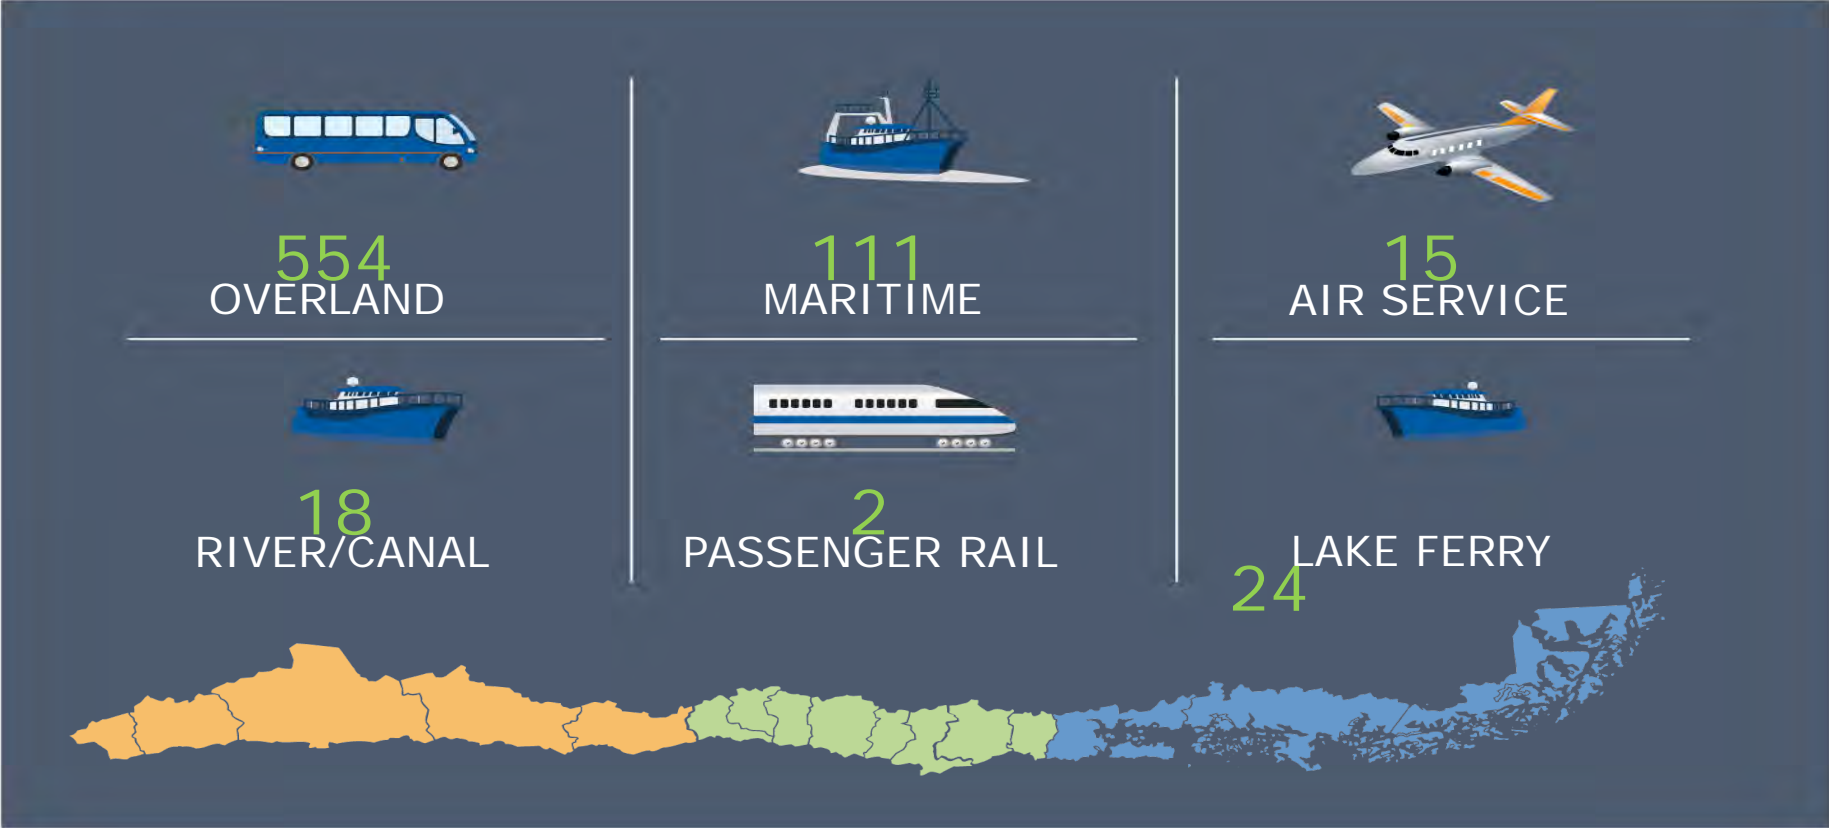 554
OVERLAND
111
MARITIME
15
AIR SERVICE
18
RIVER/CANAL
2
PASSENGER RAIL
LAKE FERRY
24